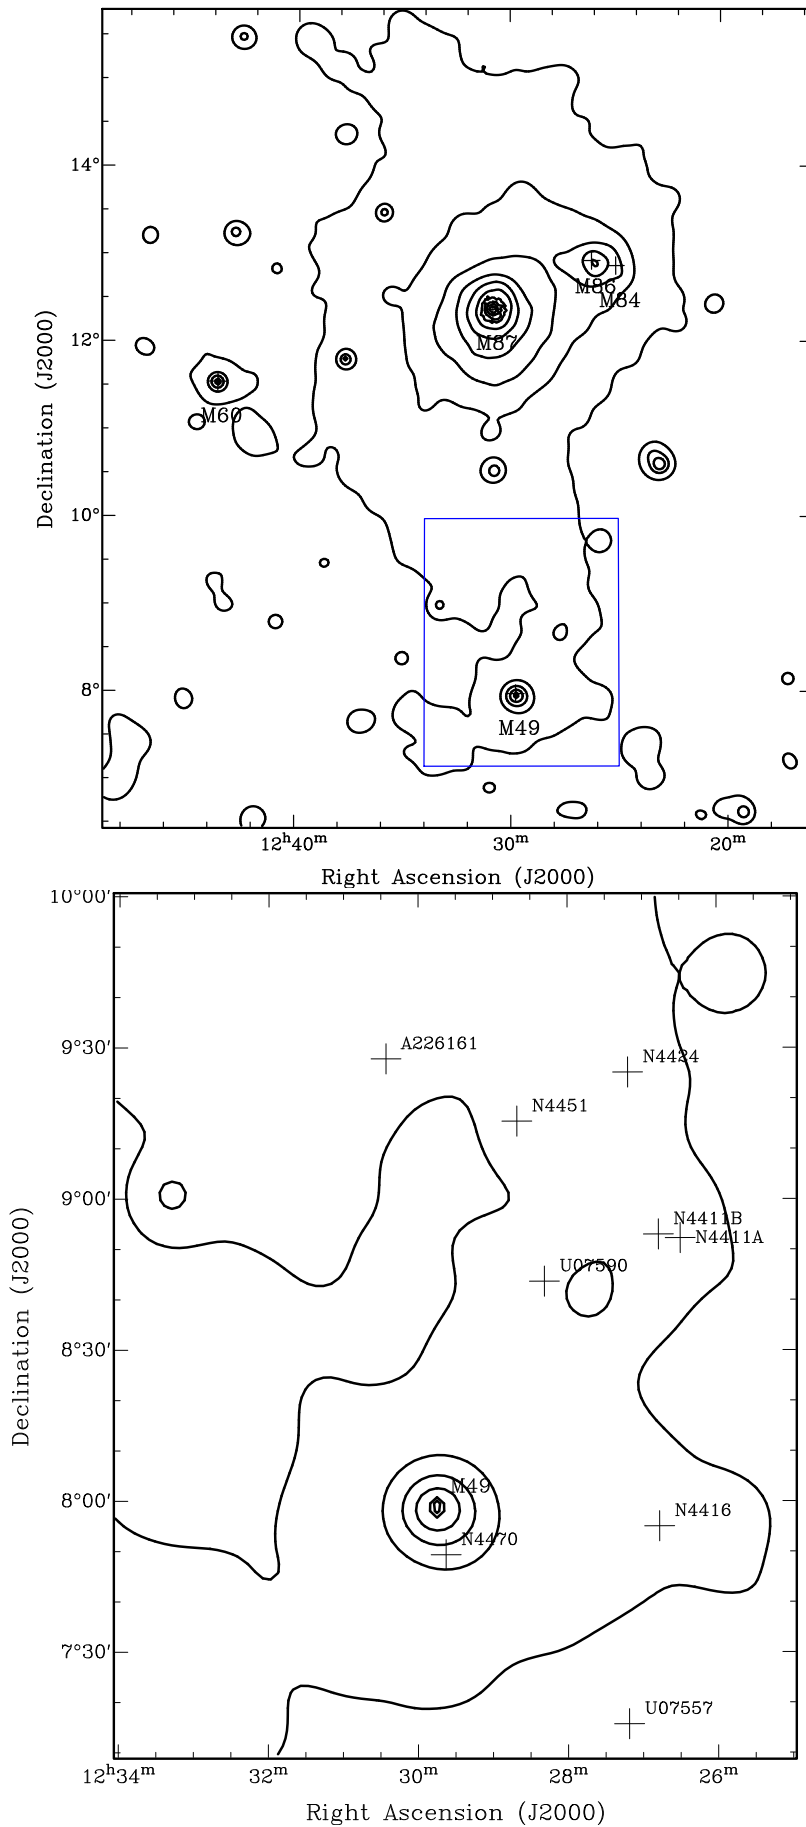 14°
M86
M84
12°
M87
M60
10°
8°
M49
12ʰ40ᵐ 30ᵐ 20ᵐ
Declination (J2000)
Right Ascension (J2000)
10°00′
A226161
9°30′
N4424
N4451
9°00′
N4411B
N4411A
U07590
8°30′
M49
8°00′
N4416
N4470
7°30′
U07557
12ʰ34ᵐ 32ᵐ 30ᵐ 28ᵐ 26ᵐ
Declination (J2000)
Right Ascension (J2000)